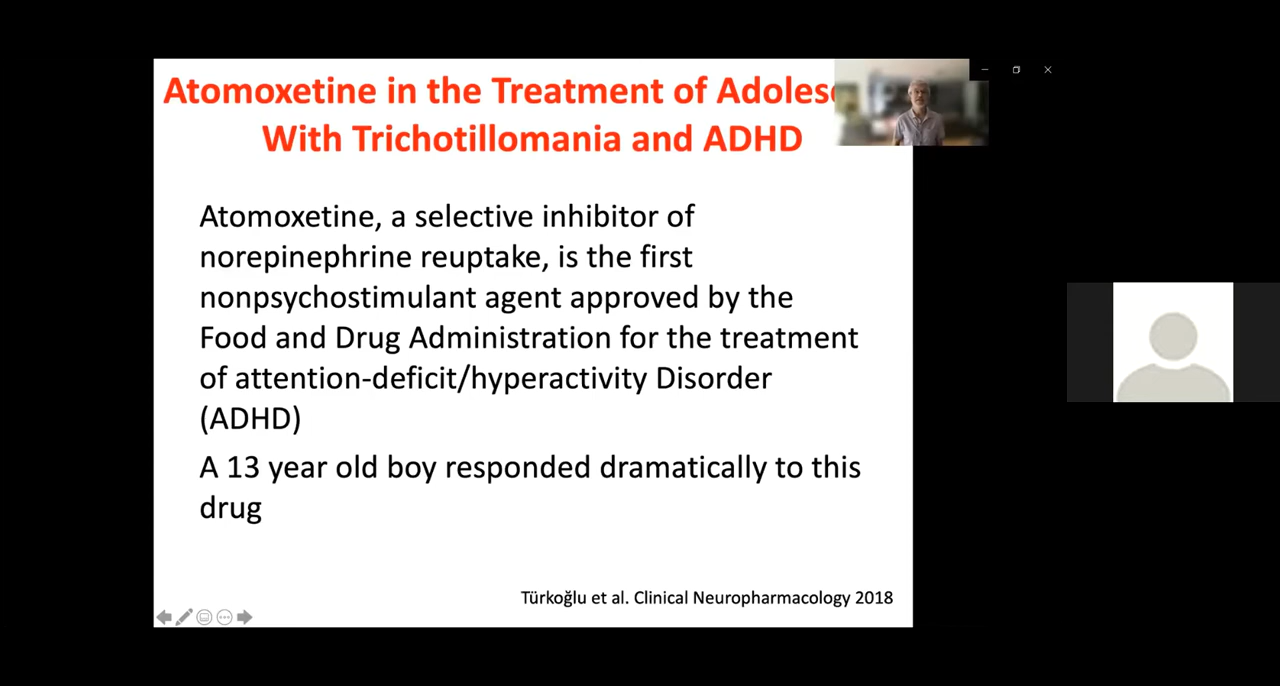 Atomoxetine in the Treatment of
With Trichotillomania and ADHD
Atomoxetine, a selective inhibitor of
norepinephrine reuptake, is the first
nonpsychostimulant agent approved by the
Food and Drug Administration for the treatment
of attention-deficit/hyperactivity Disorder
(ADHD)
A 13 year old boy responded dramatically to this
drug
Türkoğlu et al. Clinical Neuropharmacology 2018